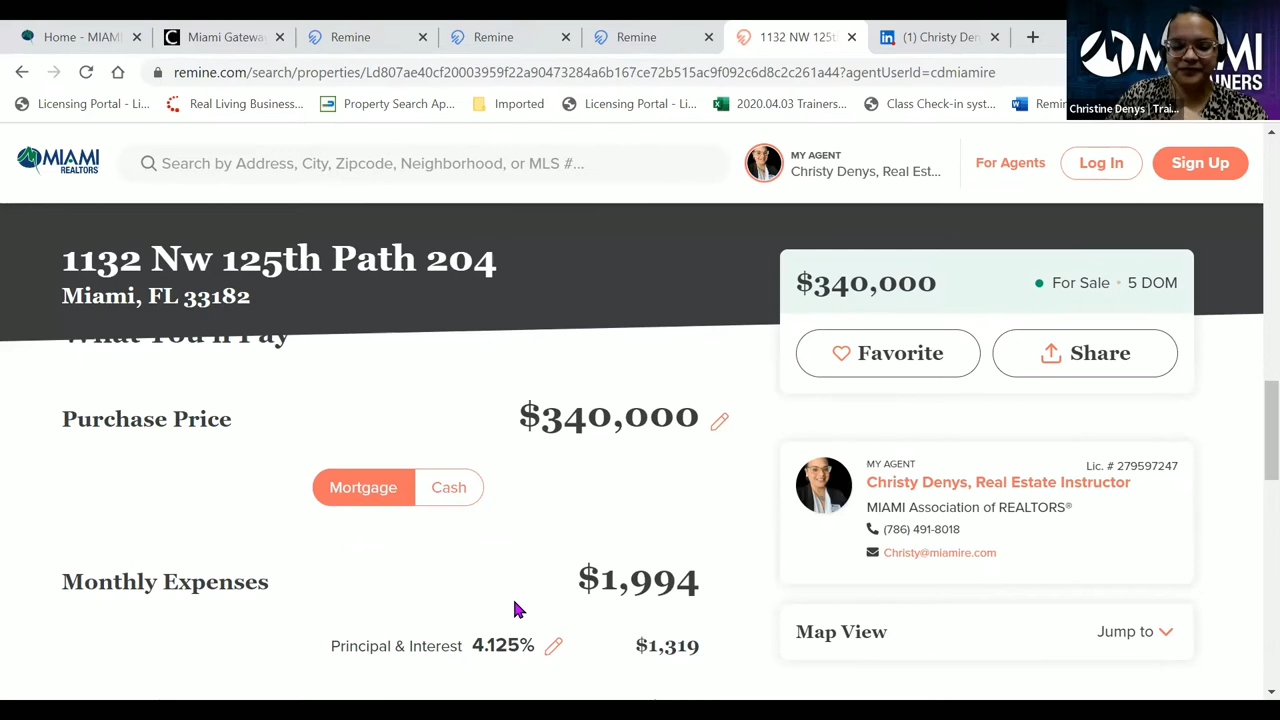 Home - MIAMI
Miami Gatewa
Remine
Remine
Remine
1132 NW 125t
(1) Christy Den
remine.com/search/properties/Ld807ae40cf20003959f22a90473284a6b167ce72b515ac9f092c6d8c2c261a44?agentUserId=cdmiamire
Licensing Portal - Li...
Real Living Business...
Property Search Ap...
Imported
Licensing Portal - Li...
2020.04.03 Trainers...
Class Check-in syst...
Christine Denys | Trai...
MIAMI
REALTORS
Search by Address, City, Zipcode, Neighborhood, or MLS #...
MY AGENT
Christy Denys, Real Est...
For Agents
Log In
Sign Up
1132 Nw 125th Path 204
Miami, FL 33182
$340,000
For Sale • 5 DOM
Favorite
Share
What You'll Pay
Purchase Price
$340,000
Mortgage
Cash
MY AGENT
Lic. # 279597247
Christy Denys, Real Estate Instructor
MIAMI Association of REALTORS®
(786) 491-8018
Christy@miamire.com
Monthly Expenses
$1,994
Principal & Interest 4.125%
$1,319
Map View
Jump to